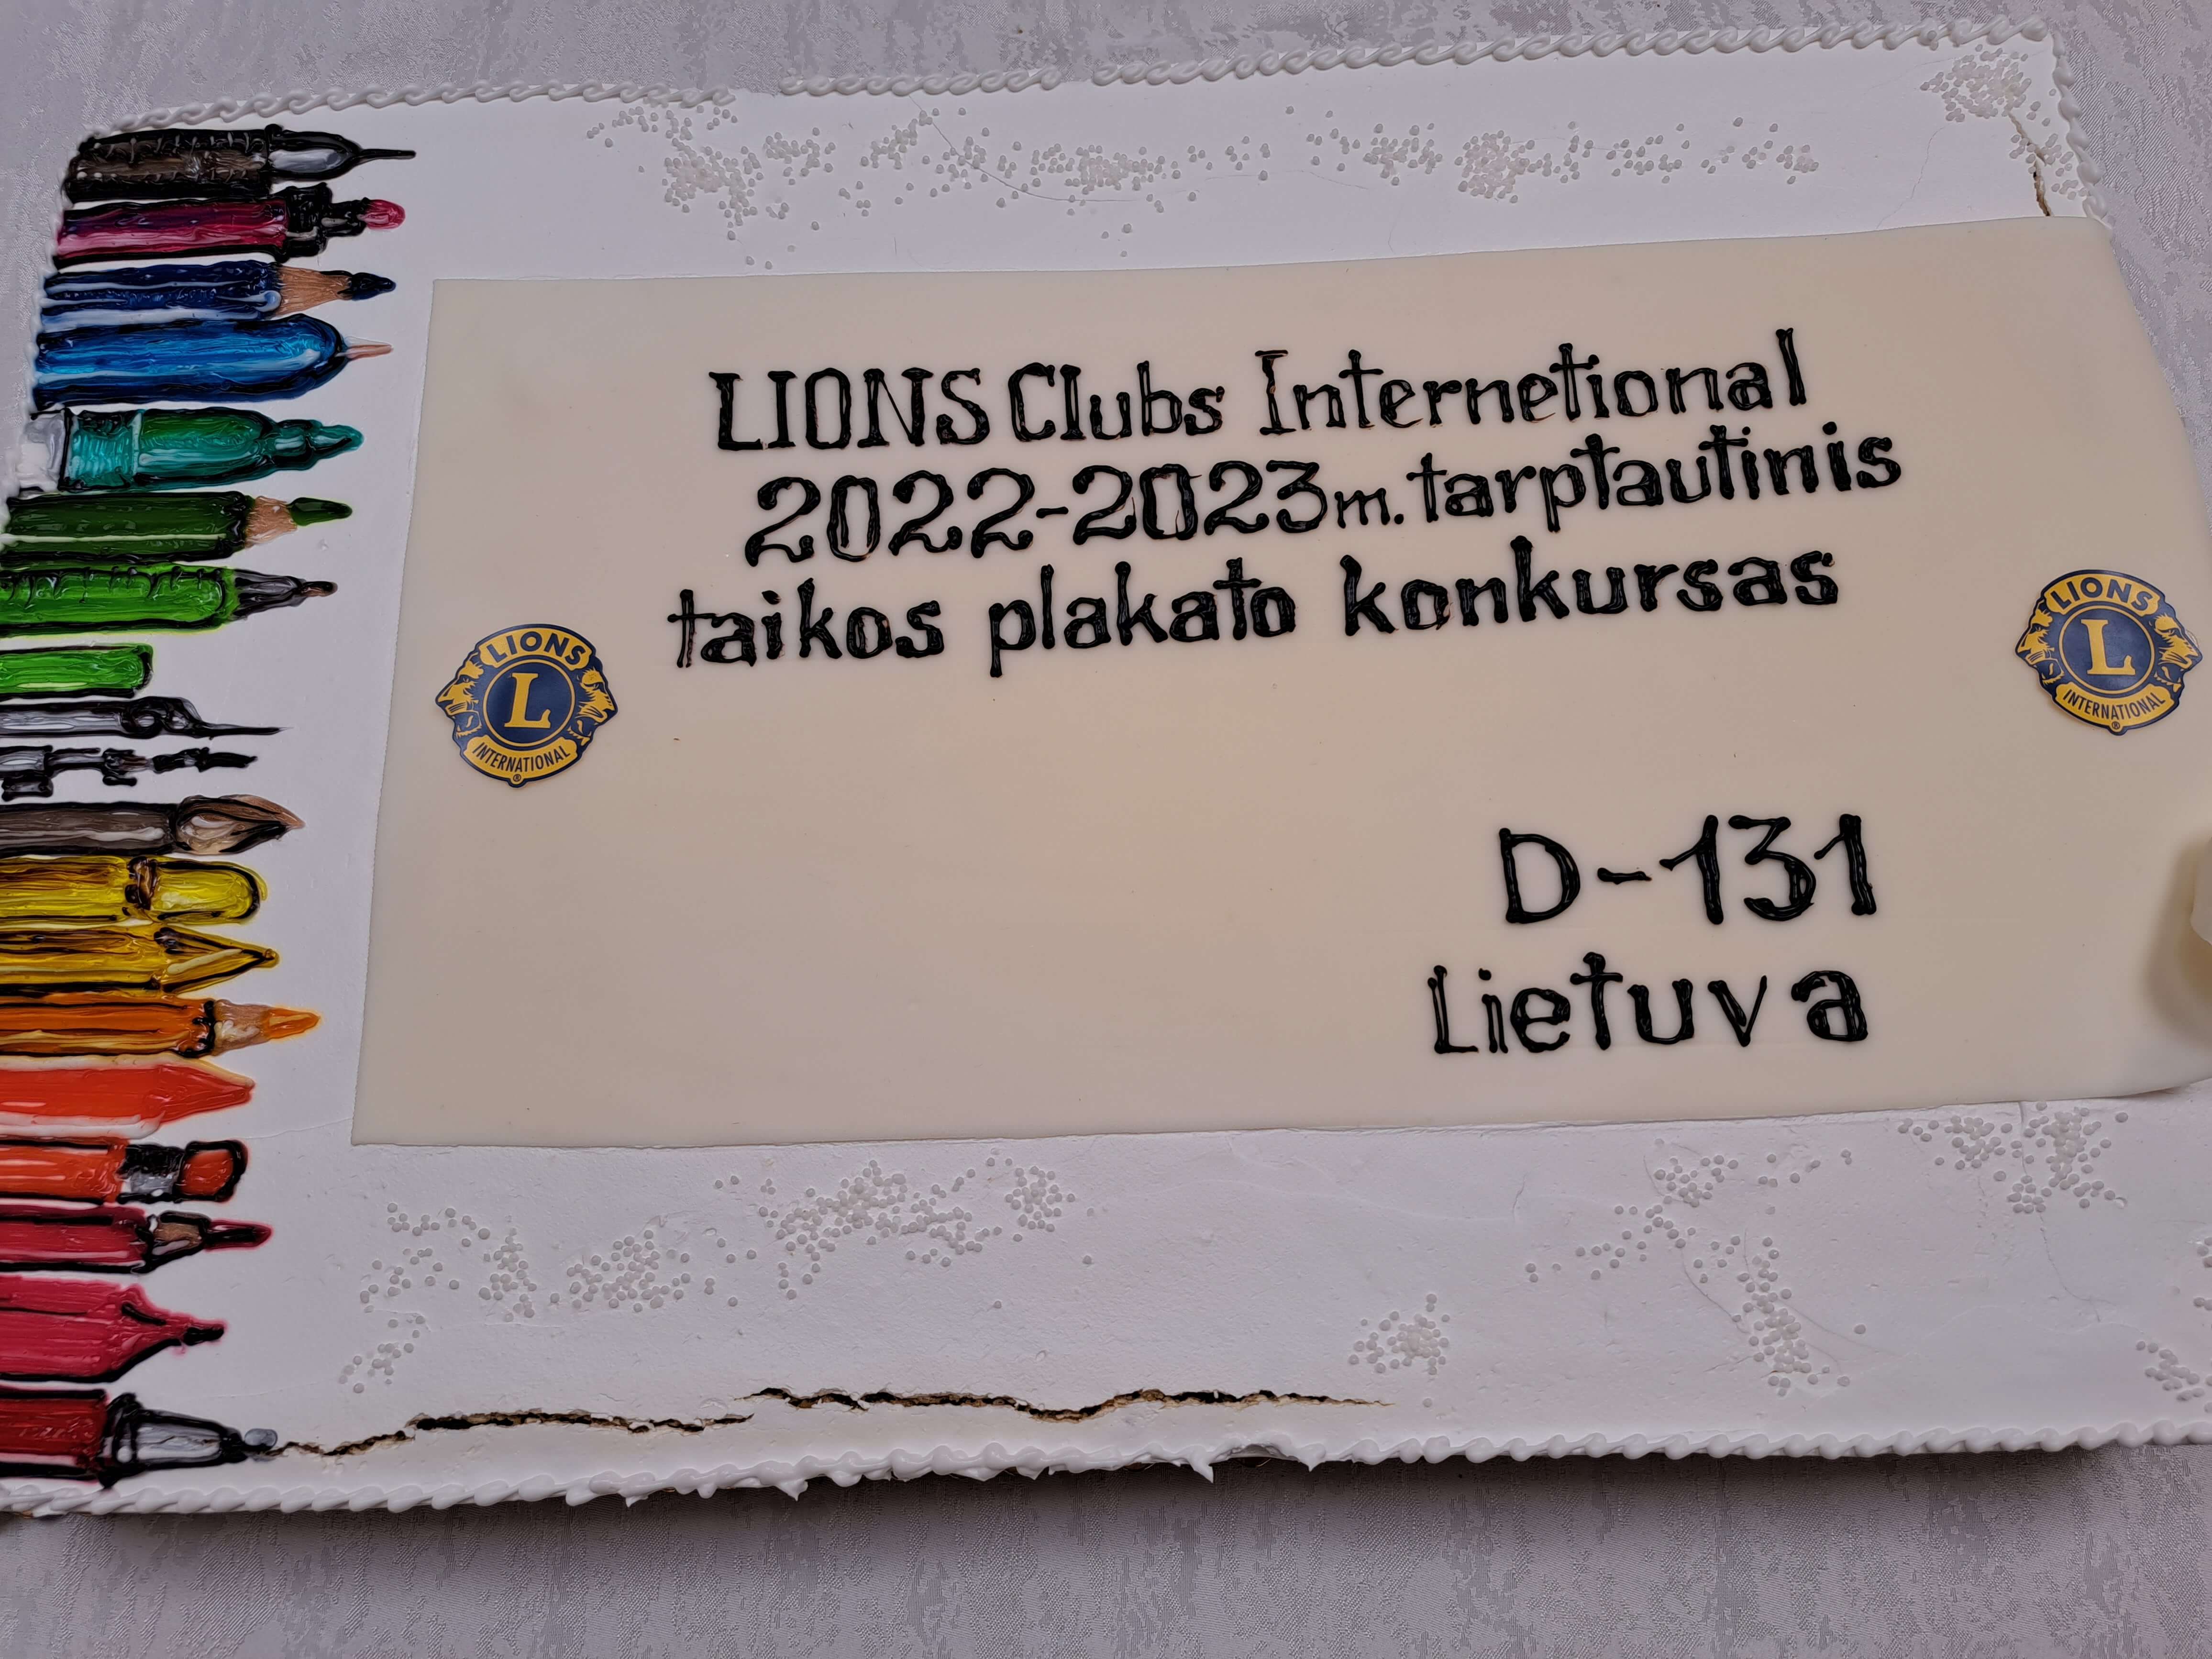 LIONS Clubs Internetional
2022-2023m. tarptautinis
taikos plakato konkursas
LIONS
L
INTERNATIONAL
®
LIONS
L
INTERNATIONAL
®
D-131
Lietuva